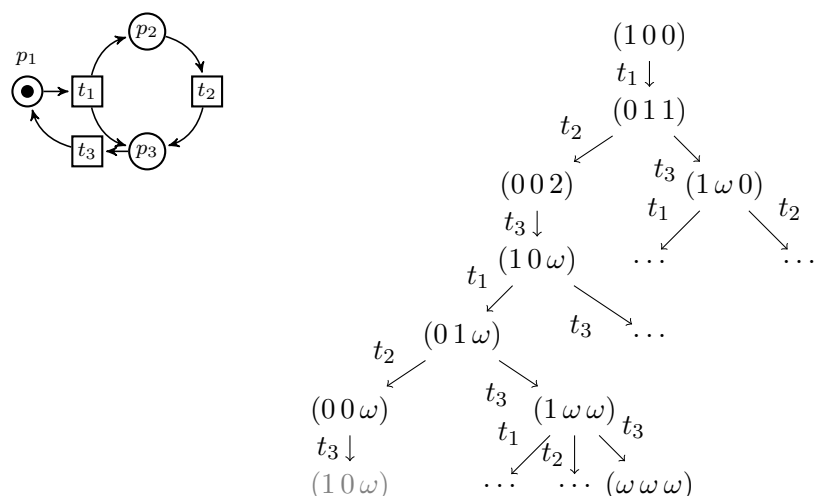 p₁
p₂
t₁
t₂
t₃
p₃
(1 0 0)
t₁
(0 1 1)
t₂
t₃
(0 0 2)
(1 ω 0)
t₃
t₁
t₂
(1 0 ω)
⋯
⋯
t₁
t₃
(0 1 ω)
⋯
t₂
t₃
(0 0 ω)
(1 ω ω)
t₃
t₁
t₂
t₃
(1 0 ω)
⋯
⋯
(ω ω ω)